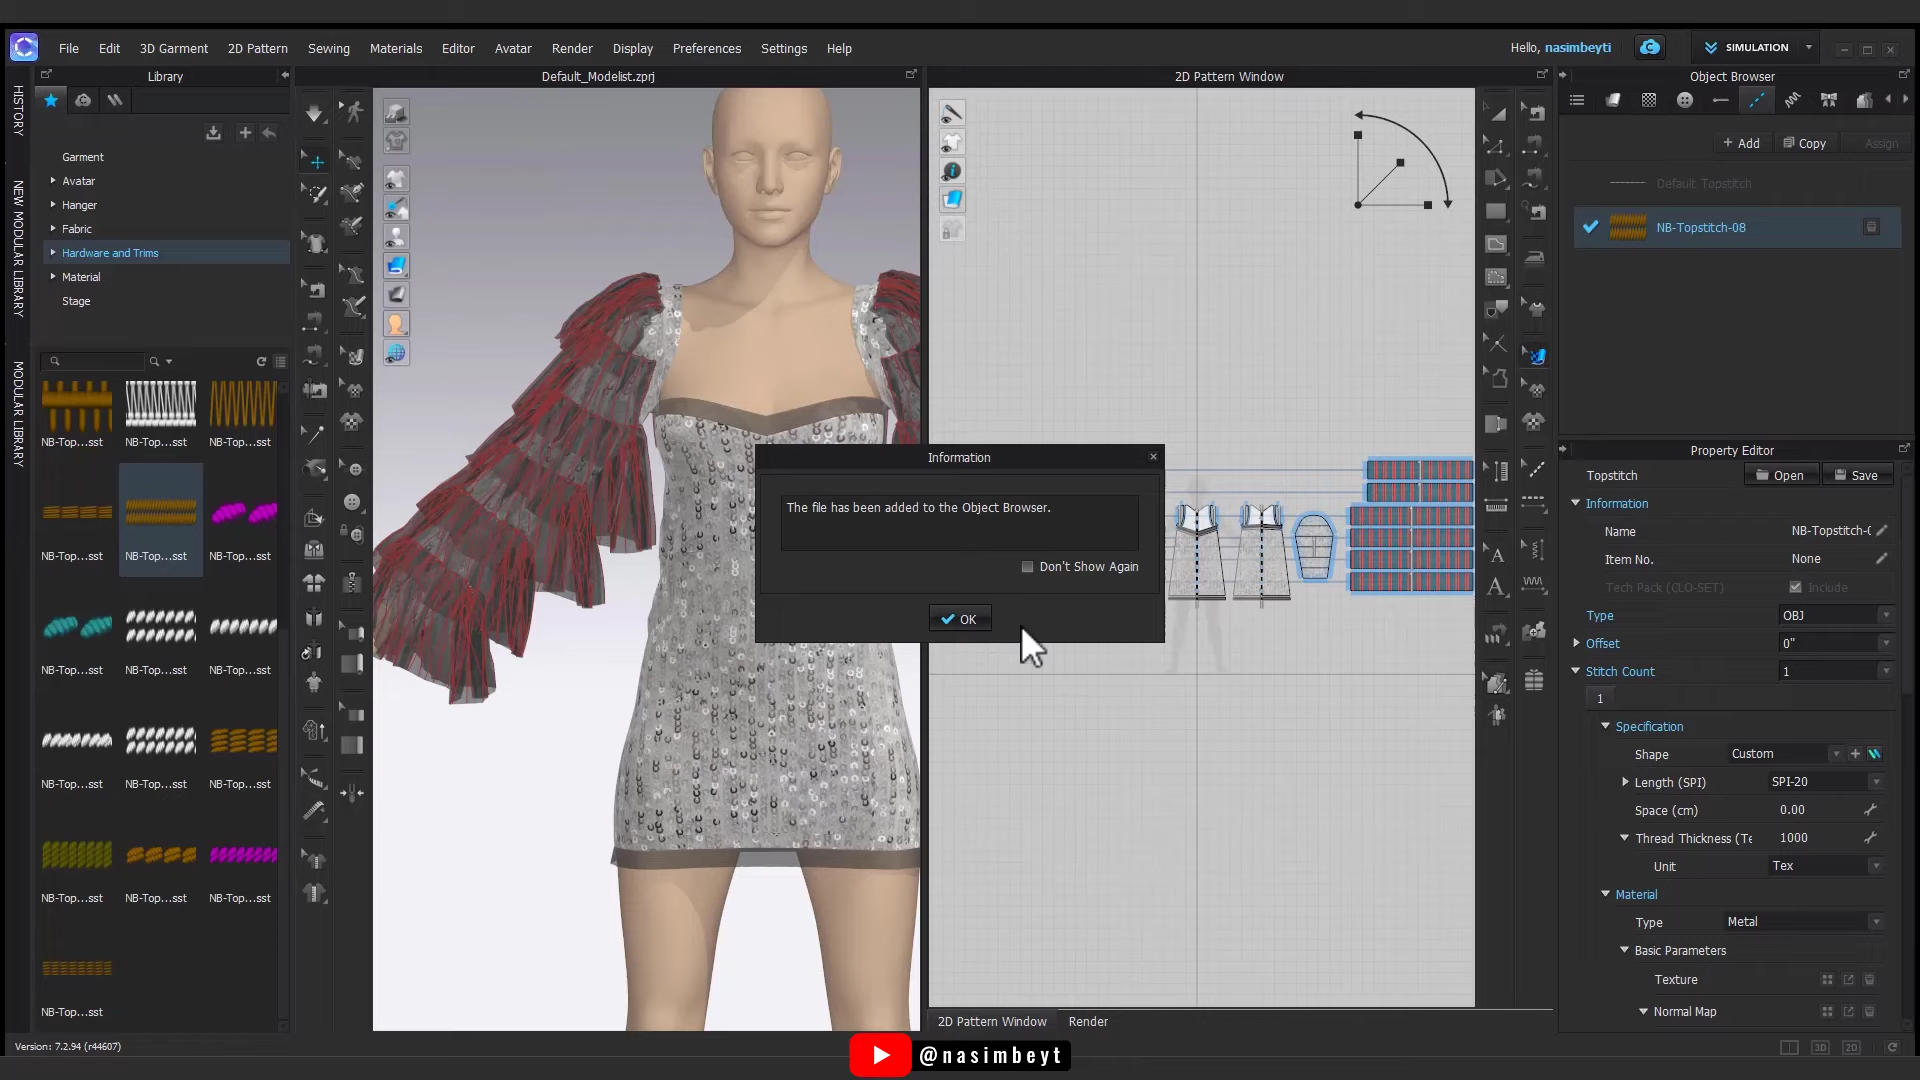 File Edit 3D Garment 2D Pattern Sewing Materials Editor Avatar Render Display Preferences Settings Help
Hello, nasimbeyti
SIMULATION
Library
Default_Modelist.zprj
2D Pattern Window
Object Browser
HISTORY
NEW MODULAR LIBRARY
MODULAR LIBRARY
Garment
Avatar
Hanger
Fabric
Hardware and Trims
Material
Stage
NB-Top...sst NB-Top...sst NB-Top...sst
NB-Top...sst NB-Top...sst NB-Top...sst
NB-Top...sst NB-Top...sst NB-Top...sst
NB-Top...sst NB-Top...sst NB-Top...sst
NB-Top...sst NB-Top...sst NB-Top...sst
NB-Top...sst
Version: 7.2.94 (r44607)
Information
The file has been added to the Object Browser.
Don't Show Again
OK
2D Pattern Window Render
@nasimbeyt
+ Add Copy Assign
Default Topstitch
NB-Topstitch-08
Property Editor
Topstitch Open Save
Information
Name NB-Topstitch-(
Item No. None
Tech Pack (CLO-SET) Include
Type OBJ
Offset 0"
Stitch Count 1
1
Specification
Shape Custom
Length (SPI) SPI-20
Space (cm) 0.00
Thread Thickness (Te 1000
Unit Tex
Material
Type Metal
Basic Parameters
Texture
Normal Map
3D 2D